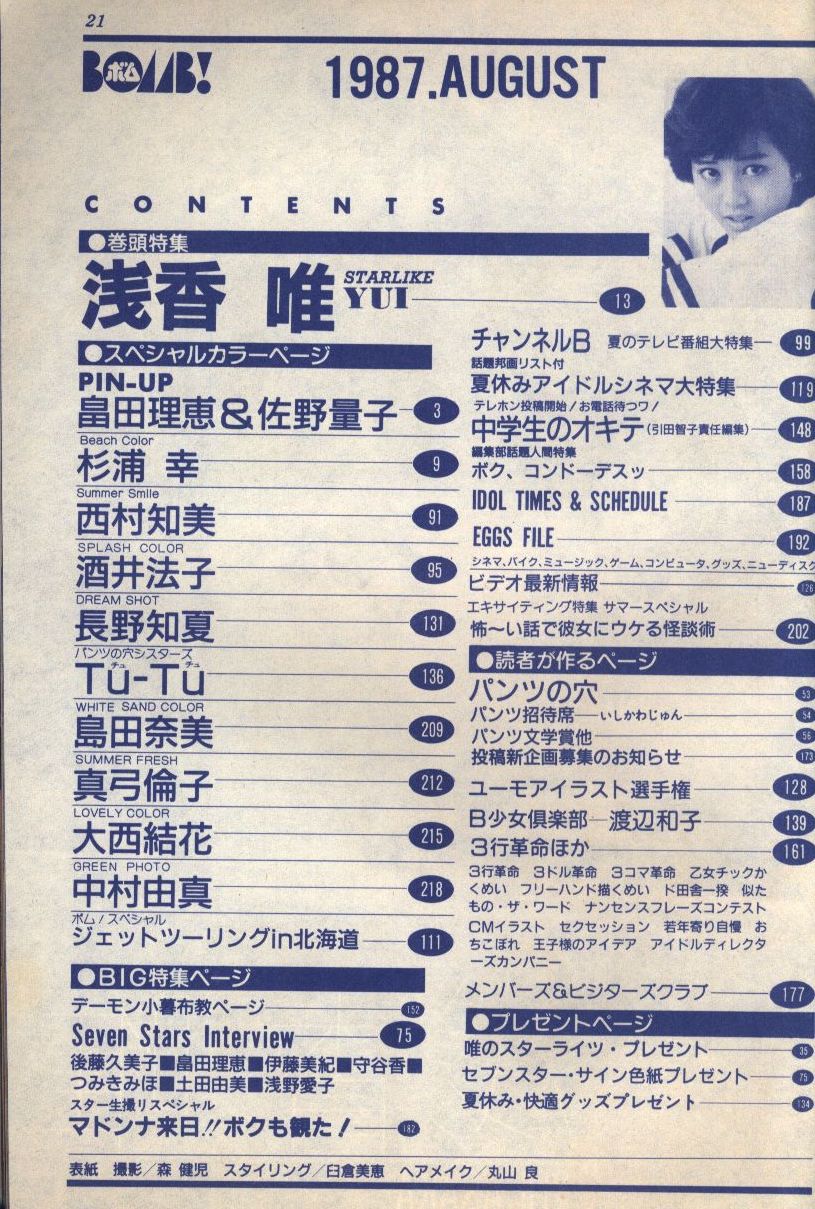 21
BOMB!
ボム
1987.AUGUST
CONTENTS
●巻頭特集
浅香 唯 STARLIKE YUI 13
●スペシャルカラーページ
PIN-UP
畠田理恵&佐野量子 3
Beach Color
杉浦 幸 9
Summer Smile
西村知美 91
SPLASH COLOR
酒井法子 95
DREAM SHOT
長野知夏 131
パンツの穴シスターズ
チュ チュ
Tü-Tü 136
WHITE SAND COLOR
島田奈美 209
SUMMER FRESH
真弓倫子 212
LOVELY COLOR
大西結花 215
GREEN PHOTO
中村由真 218
ボム!スペシャル
ジェットツーリングin北海道 111
●BIG特集ページ
デーモン小暮布教ページ 152
Seven Stars Interview 75
後藤久美子■畠田理恵■伊藤美紀■守谷香■
つみきみほ■土田由美■浅野愛子
スター生撮りスペシャル
マドンナ来日!!ボクも観た! 182
チャンネルB 夏のテレビ番組大特集 99
話題邦画リスト付
夏休みアイドルシネマ大特集 119
テレホン投稿開始!お電話待つワ!
中学生のオキテ(引田智子責任編集) 148
編集部話題人間特集
ボク、コンドーデスッ 158
IDOL TIMES & SCHEDULE 187
EGGS FILE 192
シネマ、バイク、ミュージック、ゲーム、コンピュータ、グッズ、ニューディスク
ビデオ最新情報 126
エキサイティング特集 サマースペシャル
怖〜い話で彼女にウケる怪談術 202
●読者が作るページ
パンツの穴 53
パンツ招待席 いしかわじゅん 54
パンツ文学賞他 56
投稿新企画募集のお知らせ 173
ユーモアイラスト選手権 128
B少女倶楽部 渡辺和子 139
3行革命ほか 161
3行革命 3ドル革命 3コマ革命 乙女チックか
くめい フリーハンド描くめい ド田舎一揆 似た
もの・ザ・ワード ナンセンスフレーズコンテスト
CMイラスト セクセッション 若年寄り自慢 お
ちこぼれ 王子様のアイデア アイドルディレクタ
ーズカンパニー
メンバーズ&ビジターズクラブ 177
●プレゼントページ
唯のスターライツ・プレゼント 35
セブンスター・サイン色紙プレゼント 75
夏休み・快適グッズプレゼント 134
表紙 撮影/森 健児 スタイリング/臼倉美恵 ヘアメイク/丸山 良